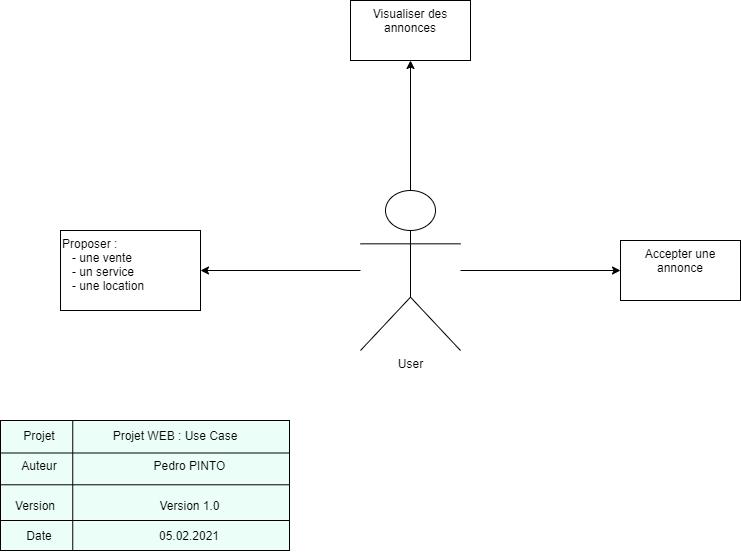 Visualiser des
annonces
Proposer :
- une vente
- un service
- une location
Accepter une
annonce
User
Projet Projet WEB : Use Case
Auteur Pedro PINTO
Version Version 1.0
Date 05.02.2021